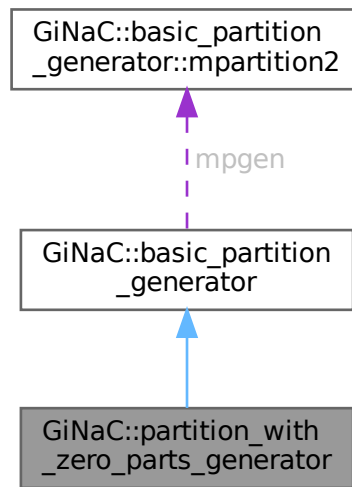 GiNaC::basic_partition
_generator::mpartition2
mpgen
GiNaC::basic_partition
_generator
GiNaC::partition_with
_zero_parts_generator